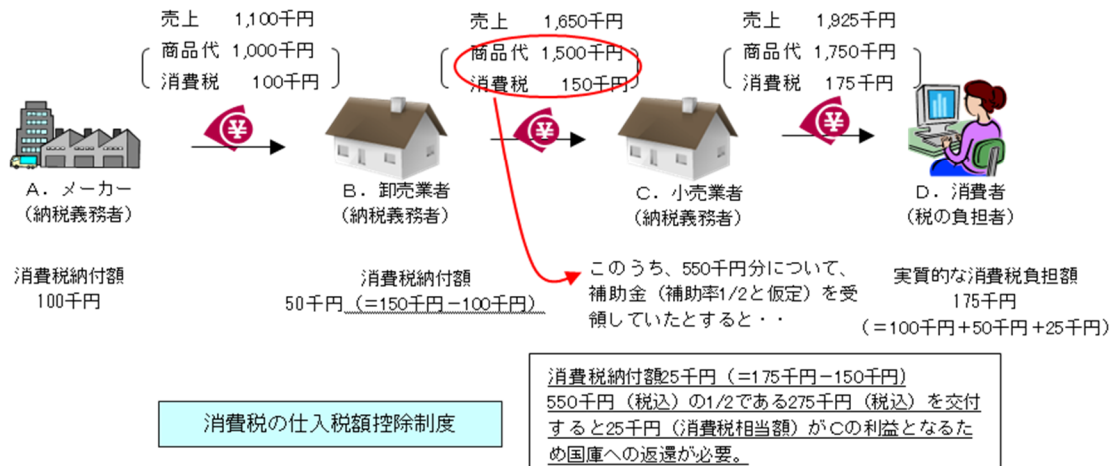 売上　1,100千円
商品代 1,000千円
消費税　100千円
売上　1,650千円
商品代 1,500千円
消費税　150千円
売上　1,925千円
商品代 1,750千円
消費税　175千円
¥
¥
¥
A．メーカー
（納税義務者）
B．卸売業者
（納税義務者）
C．小売業者
（納税義務者）
D．消費者
（税の負担者）
消費税納付額
100千円
消費税納付額
50千円（＝150千円－100千円）
このうち、550千円分について、
補助金（補助率1/2と仮定）を受
領していたとすると・・
実質的な消費税負担額
175千円
（＝100千円＋50千円＋25千円）
消費税の仕入税額控除制度
消費税納付額25千円（＝175千円－150千円）
550千円（税込）の1/2である275千円（税込）を交付
すると25千円（消費税相当額）がCの利益となるた
め国庫への返還が必要。